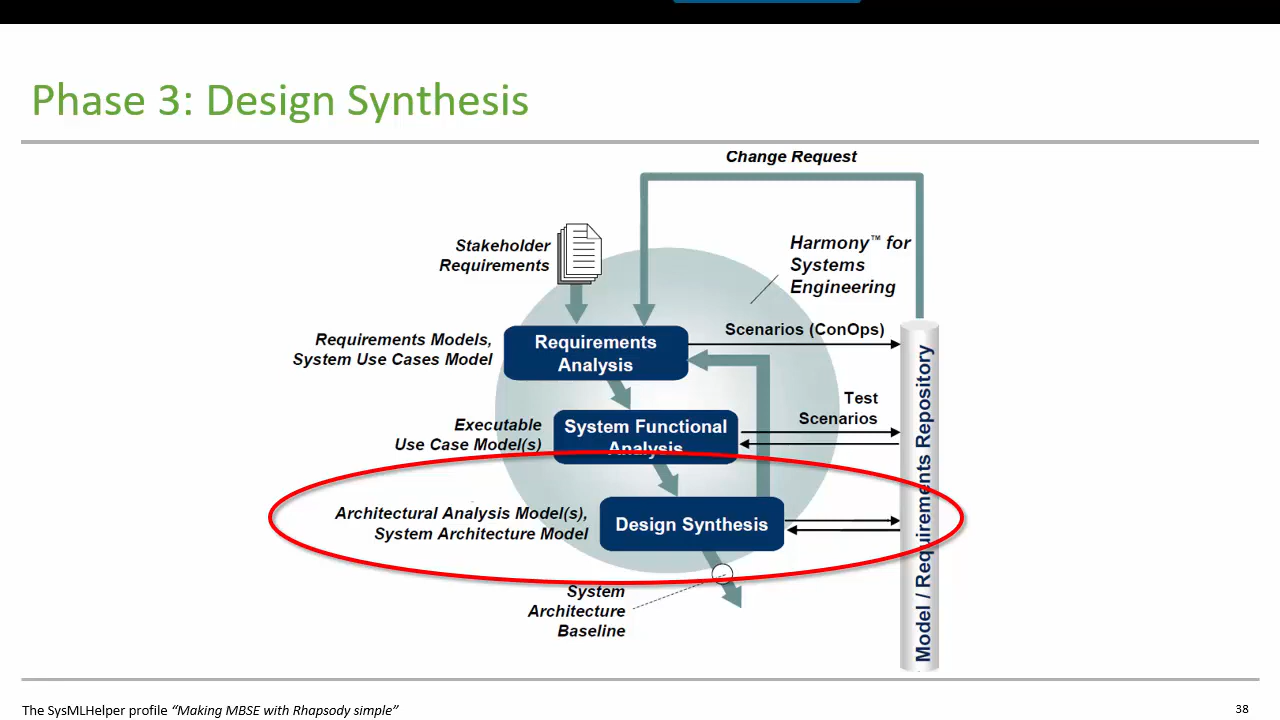 Phase 3: Design Synthesis
Change Request
Stakeholder
Requirements
Harmony™ for
Systems
Engineering
Requirements Models,
System Use Cases Model
Requirements
Analysis
Scenarios (ConOps)
Executable
Use Case Model(s)
System Functional
Analysis
Test
Scenarios
Architectural Analysis Model(s),
System Architecture Model
Design Synthesis
System
Architecture
Baseline
Model / Requirements Repository
The SysMLHelper profile “Making MBSE with Rhapsody simple”
38